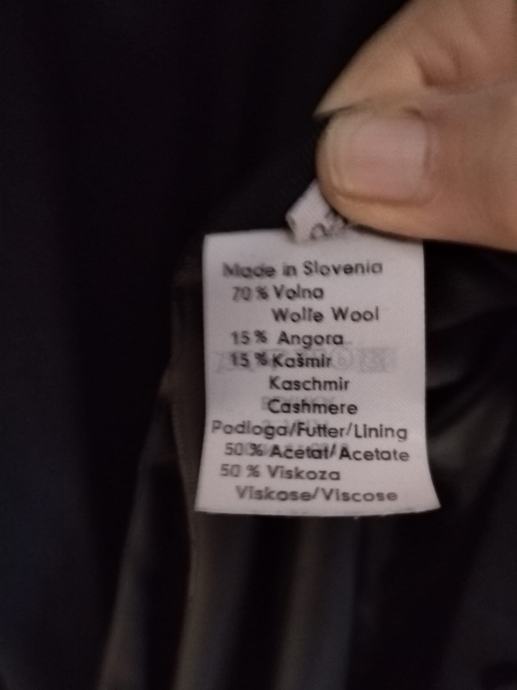 Made in Slovenia
70 % Volna
Wolle Wool
15 % Angora
15 % Kašmir
Kaschmir
Cashmere
Podloga/Futter/Lining
50 % Acetat/Acetate
50 % Viskoza
Viskose/Viscose